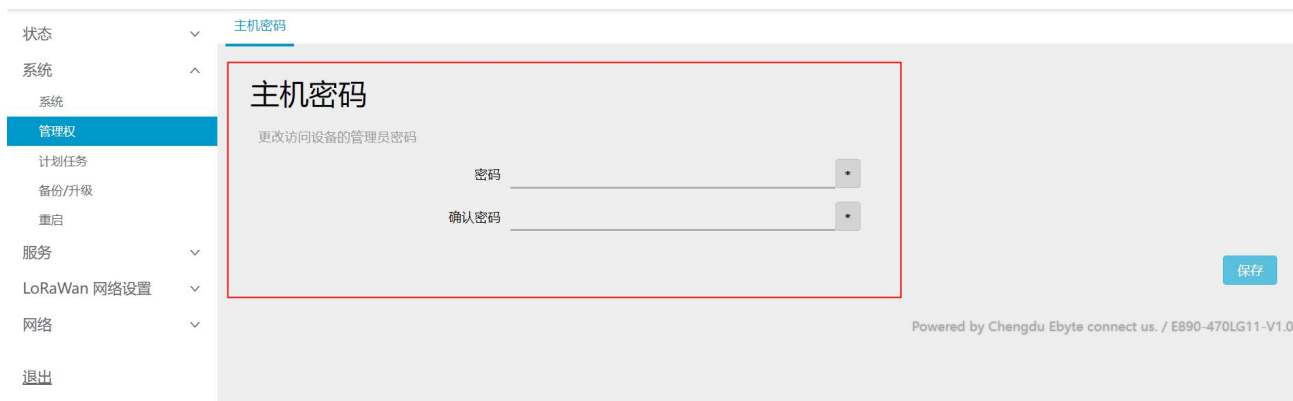 状态
系统
系统
管理权
计划任务
备份/升级
重启
服务
LoRaWan 网络设置
网络
退出
主机密码
主机密码
更改访问设备的管理员密码
密码 *
确认密码 *
保存
Powered by Chengdu Ebyte connect us. / E890-470LG11-V1.0